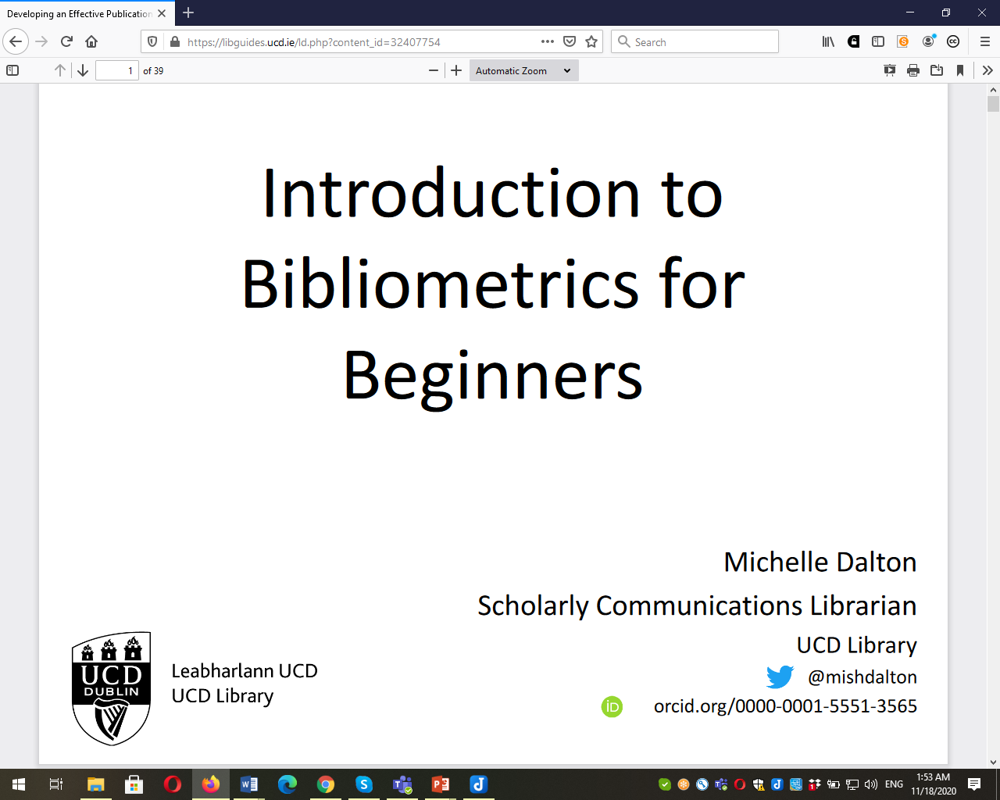 Developing an Effective Publication
https://libguides.ucd.ie/ld.php?content_id=32407754
Search
1 of 39
Automatic Zoom
Introduction to
Bibliometrics for
Beginners
Michelle Dalton
Scholarly Communications Librarian
UCD Library
@mishdalton
iD orcid.org/0000-0001-5551-3565
UCD
DUBLIN
Leabharlann UCD
UCD Library
ENG
1:53 AM
11/18/2020